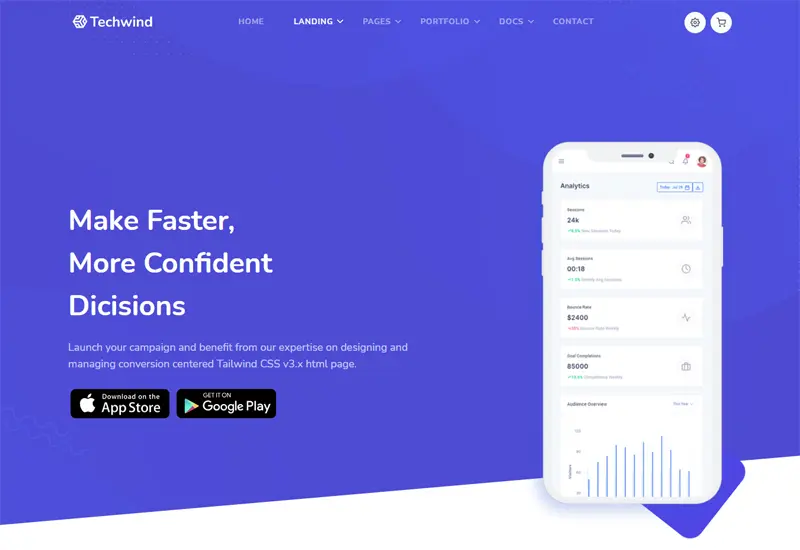 Techwind
HOME
LANDING
PAGES
PORTFOLIO
DOCS
CONTACT
Make Faster,
More Confident
Dicisions
Launch your campaign and benefit from our expertise on designing and
managing conversion centered Tailwind CSS v3.x html page.
Download on the
App Store
GET IT ON
Google Play
Analytics
Sessions
24k
Avg.Sessions
00:18
Bounce Rate
$2400
Goal Completions
85000
Audience Overview